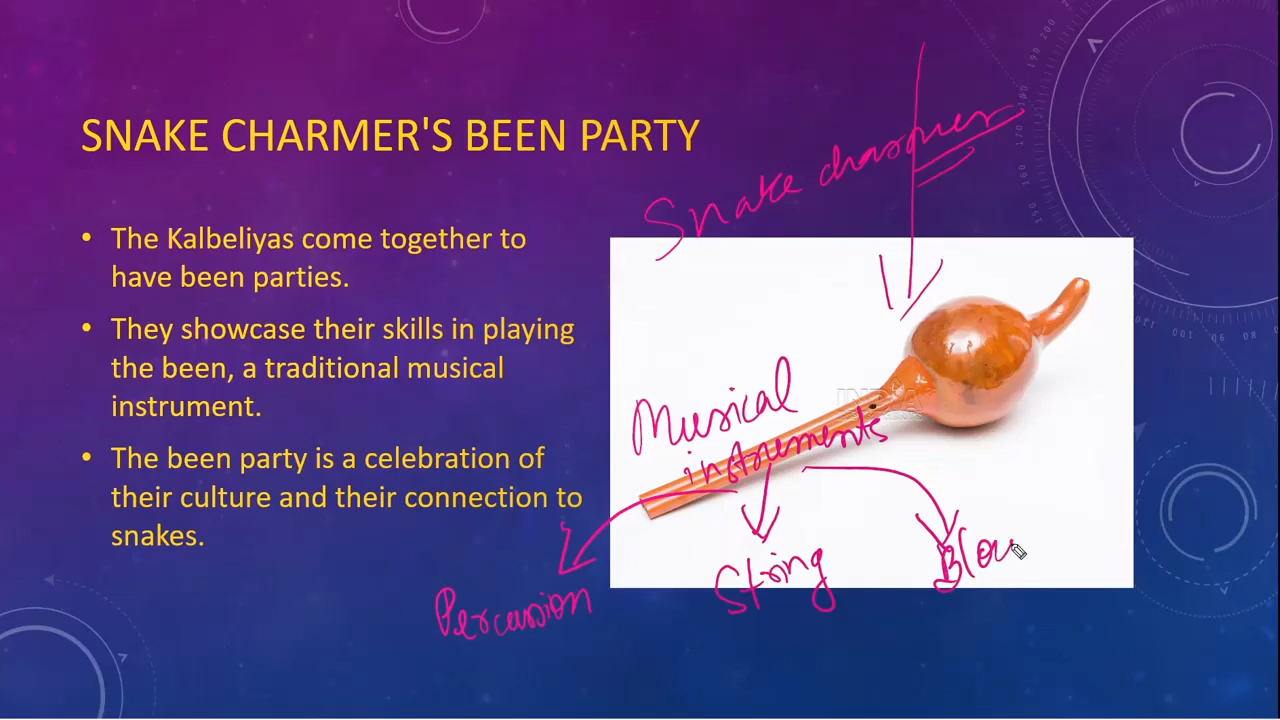 SNAKE CHARMER'S BEEN PARTY
Snake charmer
• The Kalbeliyas come together to
have been parties.
• They showcase their skills in playing
the been, a traditional musical
instrument.
• The been party is a celebration of
their culture and their connection to
snakes.
INDIA
Musical
instruments
Percussion
String
Blow